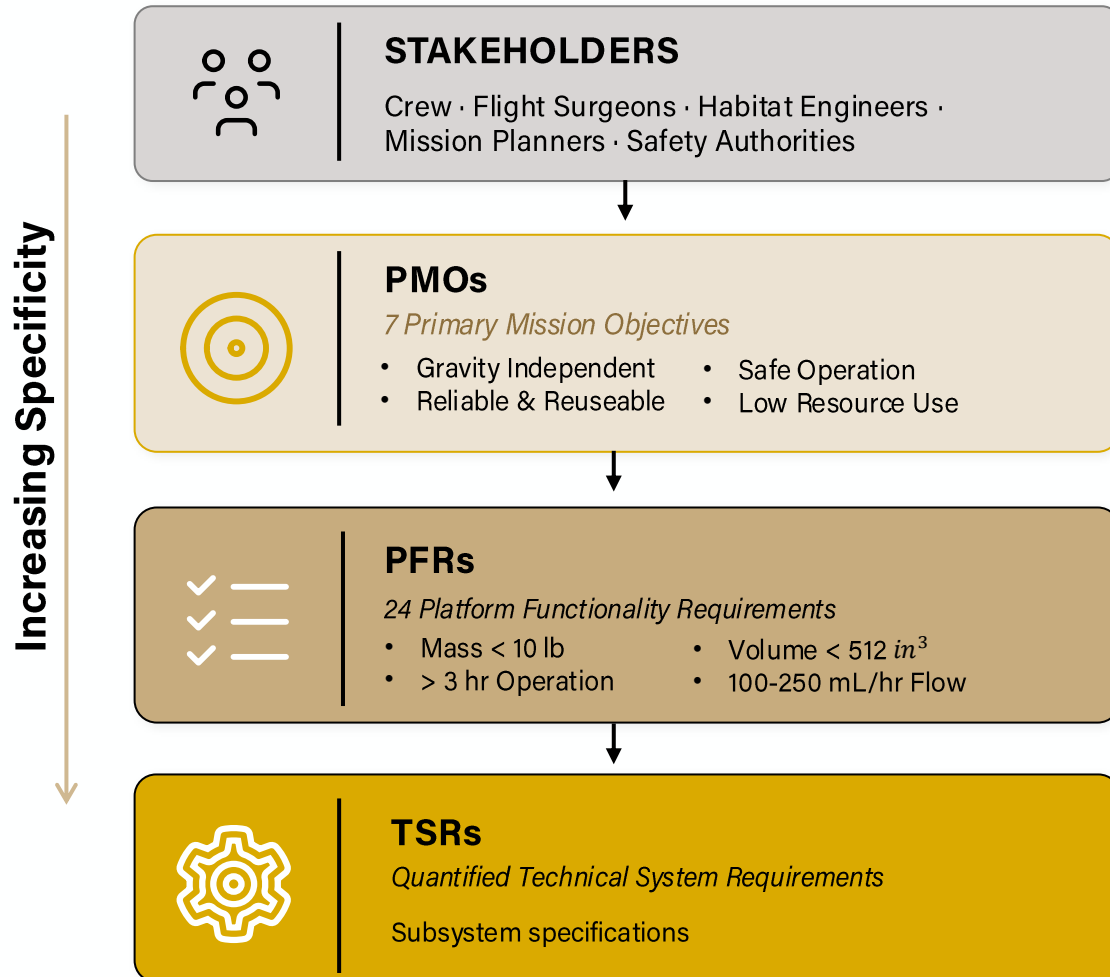 STAKEHOLDERS
Crew · Flight Surgeons · Habitat Engineers ·
Mission Planners · Safety Authorities
Increasing Specificity
PMOs
7 Primary Mission Objectives
• Gravity Independent
• Reliable & Reuseable
• Safe Operation
• Low Resource Use
PFRs
24 Platform Functionality Requirements
• Mass < 10 lb
• > 3 hr Operation
• Volume < 512 in³
• 100-250 mL/hr Flow
TSRs
Quantified Technical System Requirements
Subsystem specifications